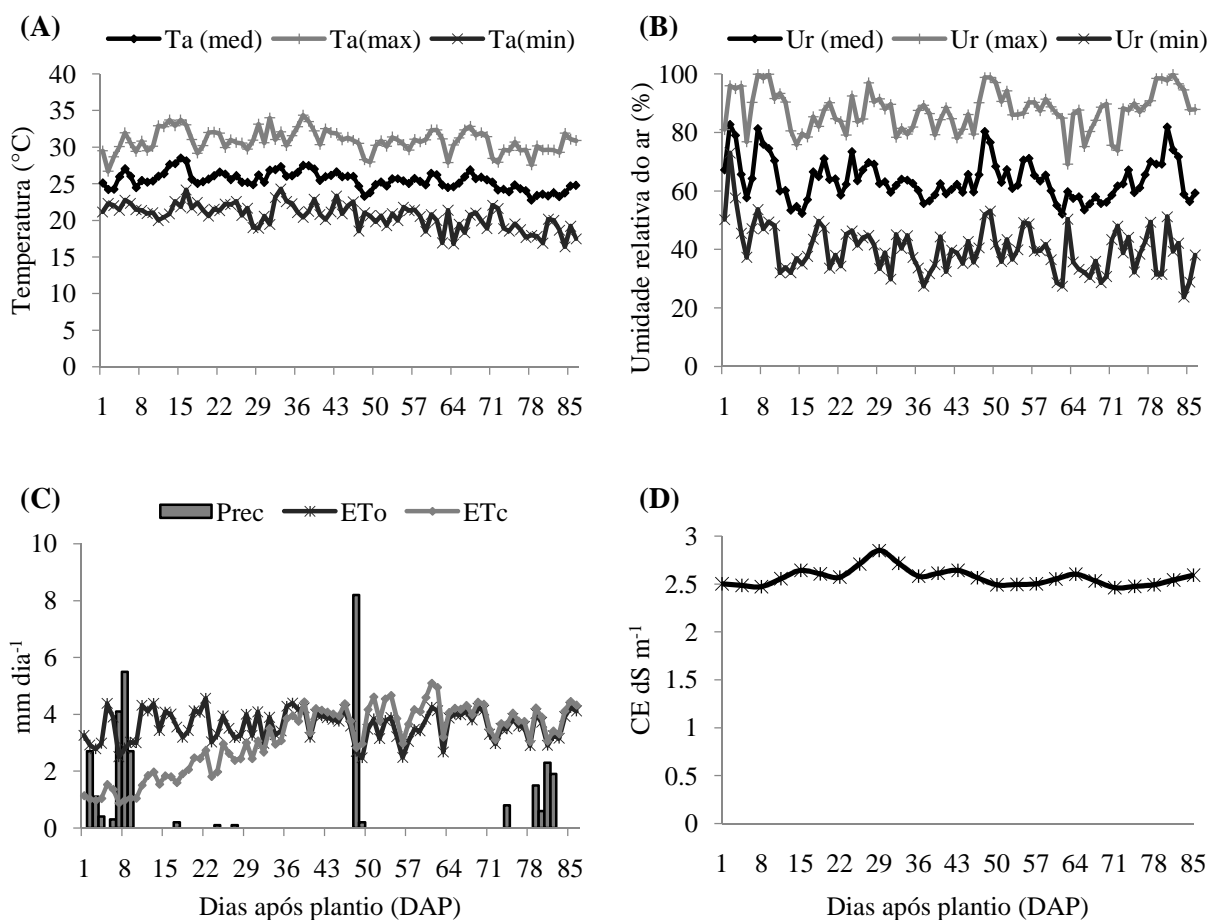 (A)
Ta (med) Ta(max) Ta(min)
Temperatura (°C)
40
35
30
25
20
15
10
5
0
1 8 15 22 29 36 43 50 57 64 71 78 85
(B)
Ur (med) Ur (max) Ur (min)
Umidade relativa do ar (%)
100
80
60
40
20
0
1 8 15 22 29 36 43 50 57 64 71 78 85
(C)
Prec ETo ETc
mm dia-1
10
8
6
4
2
0
1 8 15 22 29 36 43 50 57 64 71 78 85
Dias após plantio (DAP)
(D)
CE dS m-1
3
2.5
2
1.5
1
0.5
0
1 8 15 22 29 36 43 50 57 64 71 78 85
Dias após plantio (DAP)